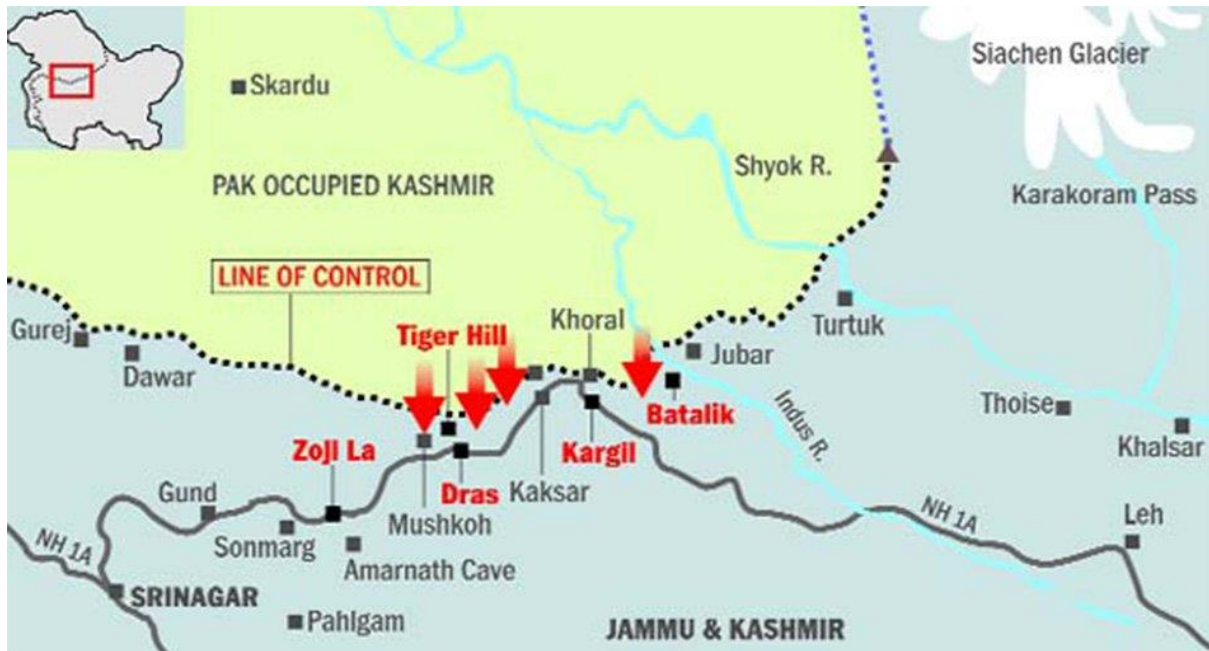 Siachen Glacier
Skardu
Shyok R.
PAK OCCUPIED KASHMIR
Karakoram Pass
LINE OF CONTROL
Gurej
Tiger Hill
Khoral
Turtuk
Dawar
Jubar
Batalik
Indus R.
Thoise
Khalsar
Zoji La
Kargil
Gund
Dras
Kaksar
Mushkoh
NH 1A
Leh
NH 1A
Sonmarg
Amarnath Cave
SRINAGAR
Pahlgam
JAMMU & KASHMIR